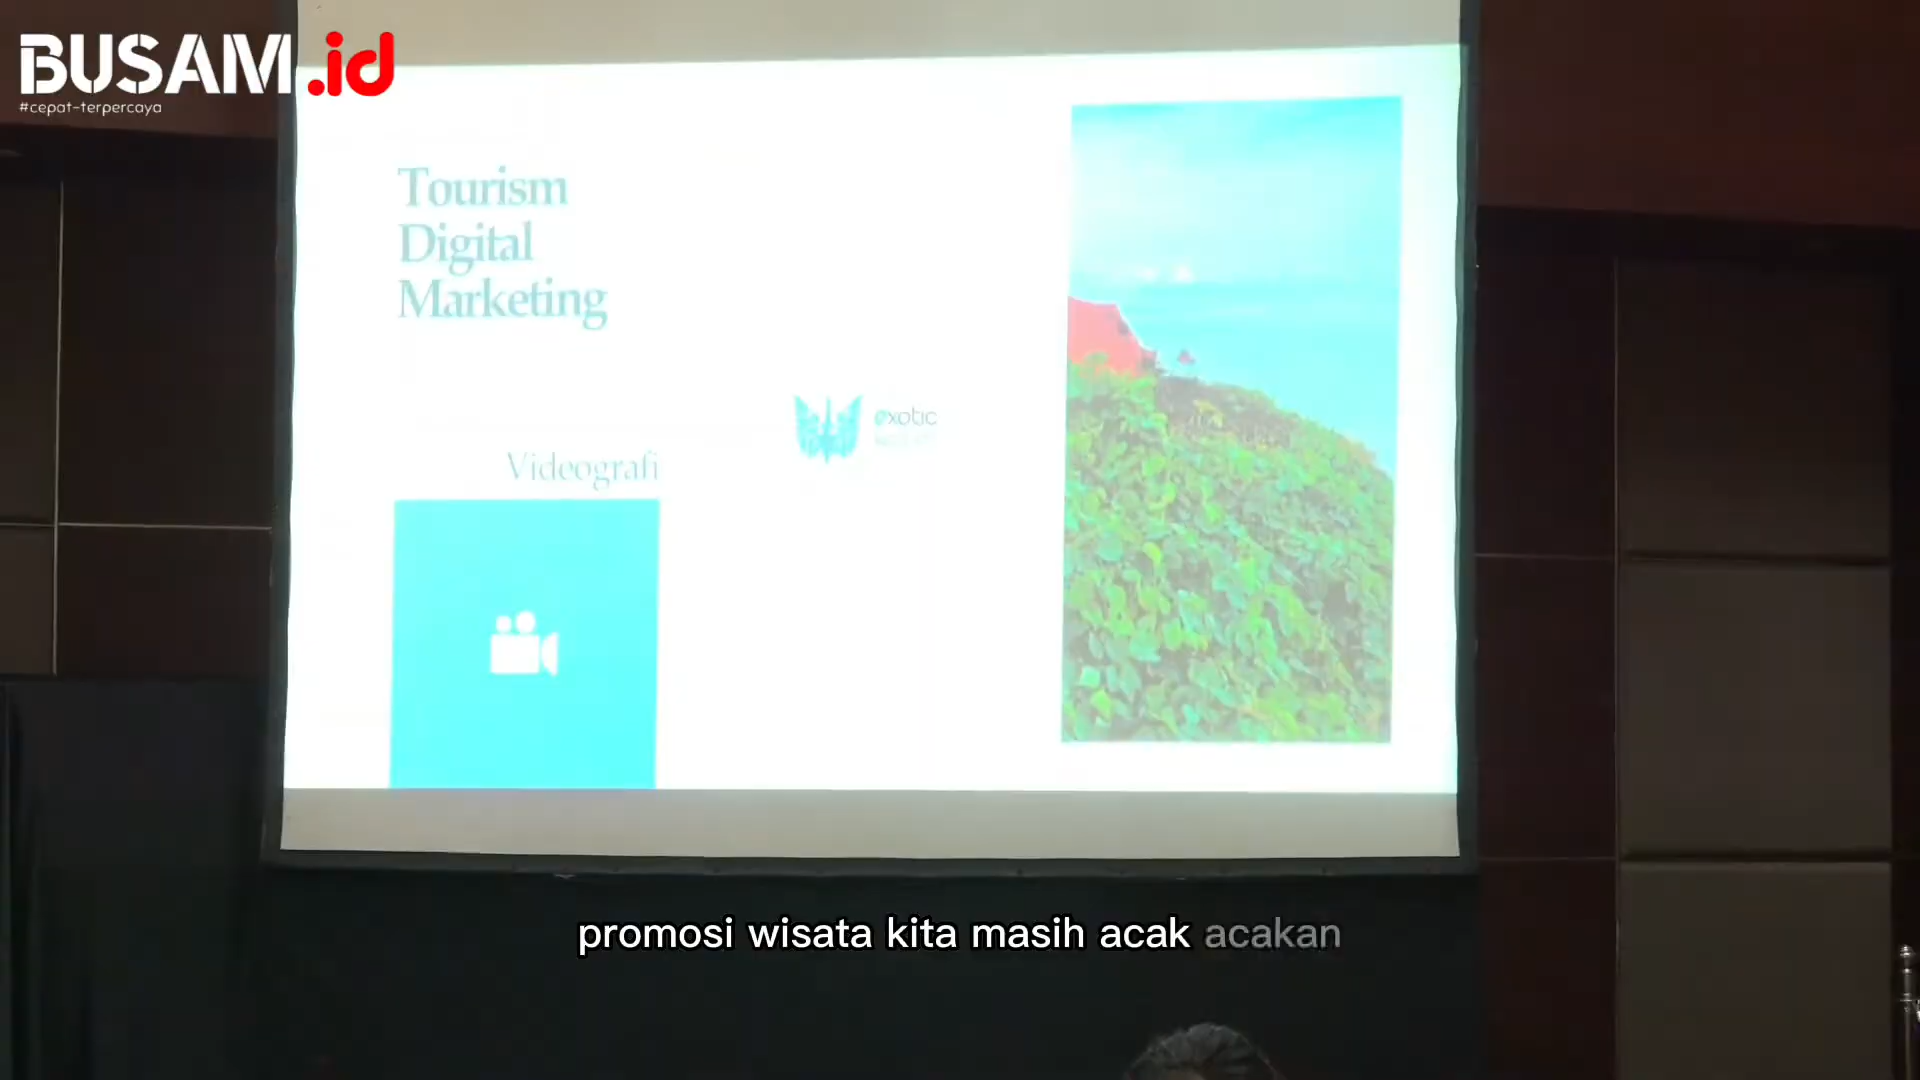 BUSAM.id
#cepat-terpercaya
Tourism
Digital
Marketing
exotic
Videografi
promosi wisata kita masih acak acakan